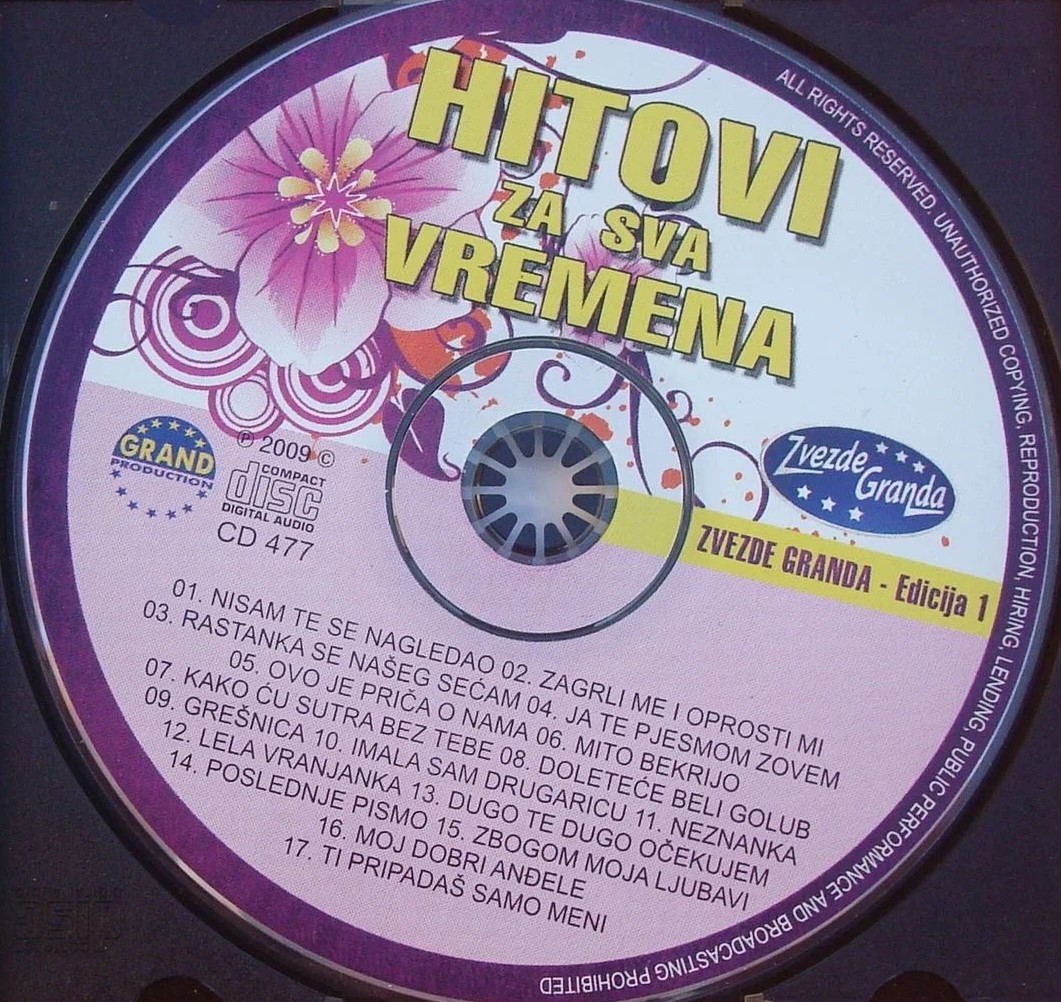 HITOVI
ZA SVA
VREMENA
Zvezde
Granda
ZVEZDE GRANDA - Edicija 1
GRAND
PRODUCTION
℗ 2009 ©
COMPACT
disc
DIGITAL AUDIO
CD 477
01. NISAM TE SE NAGLEDAO 02. ZAGRLI ME I OPROSTI MI
03. RASTANKA SE NAŠEG SEĆAM 04. JA TE PJESMOM ZOVEM
05. OVO JE PRIČA O NAMA 06. MITO BEKRIJO
07. KAKO ĆU SUTRA BEZ TEBE 08. DOLETEĆE BELI GOLUB
09. GREŠNICA 10. IMALA SAM DRUGARICU 11. NEZNANKA
12. LELA VRANJANKA 13. DUGO TE DUGO OČEKUJEM
14. POSLEDNJE PISMO 15. ZBOGOM MOJA LJUBAVI
16. MOJ DOBRI ANĐELE
17. TI PRIPADAŠ SAMO MENI
ALL RIGHTS RESERVED. UNAUTHORIZED COPYING, REPRODUCTION, HIRING, LENDING, PUBLIC PERFORMANCE AND BROADCASTING PROHIBITED